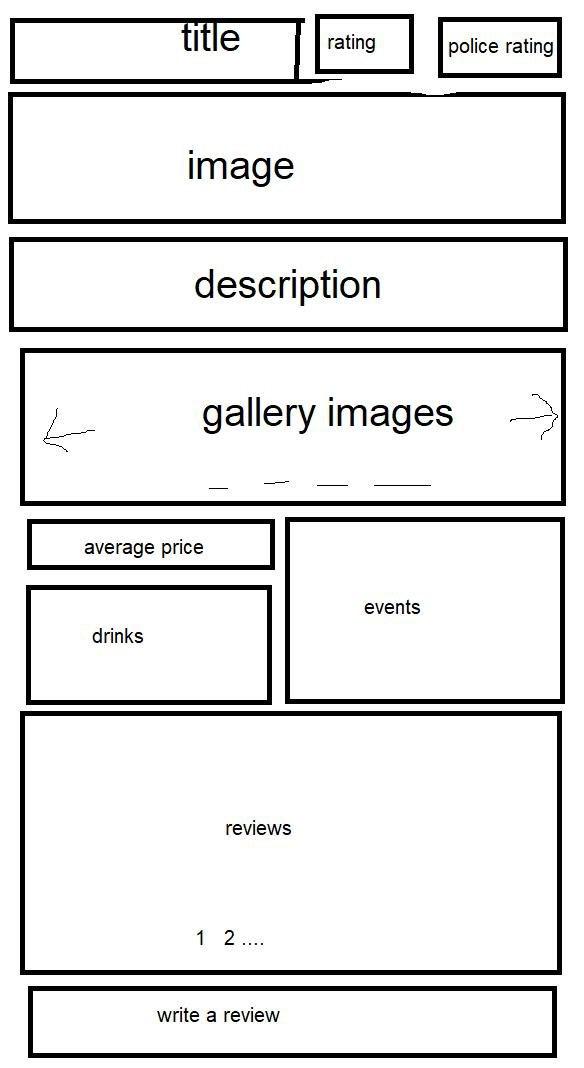 title
rating
police rating
image
description
gallery images
average price
drinks
events
reviews
1 2 ....
write a review